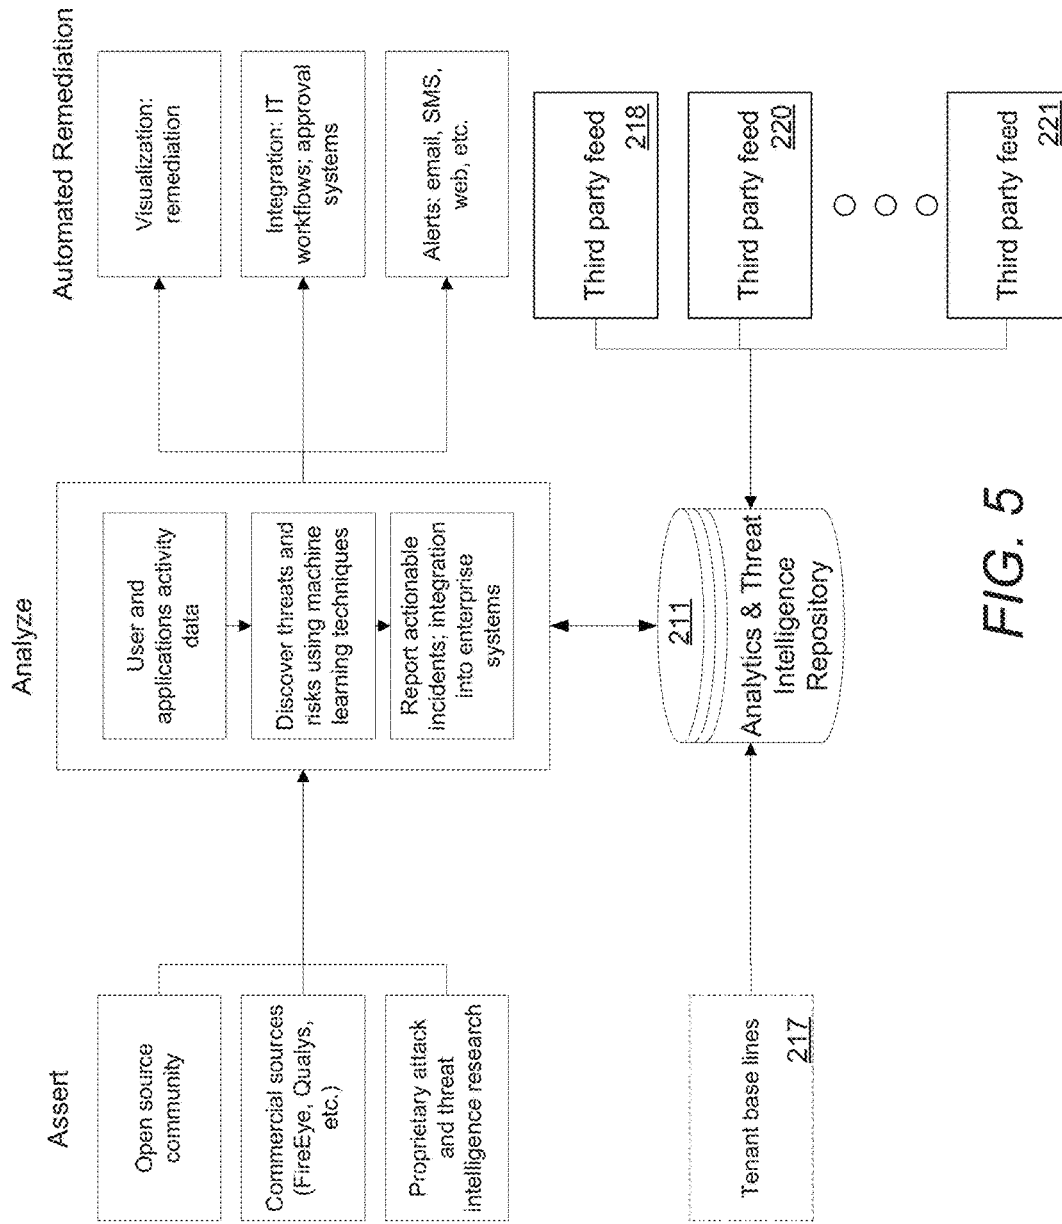 Assert
Analyze
Automated Remediation
Open source
community
Commercial sources
(FireEye, Qualys,
etc.)
Proprietary attack
and threat
intelligence research
User and
applications activity
data
Discover threats and
risks using machine
learning techniques
Report actionable
incidents; integration
into enterprise
systems
Visualization:
remediation
Integration: IT
workflows; approval
systems
Alerts: email, SMS,
web, etc.
Tenant base lines
217
211
Analytics & Threat
Intelligence
Repository
Third party feed
218
Third party feed
220
Third party feed
221
FIG. 5